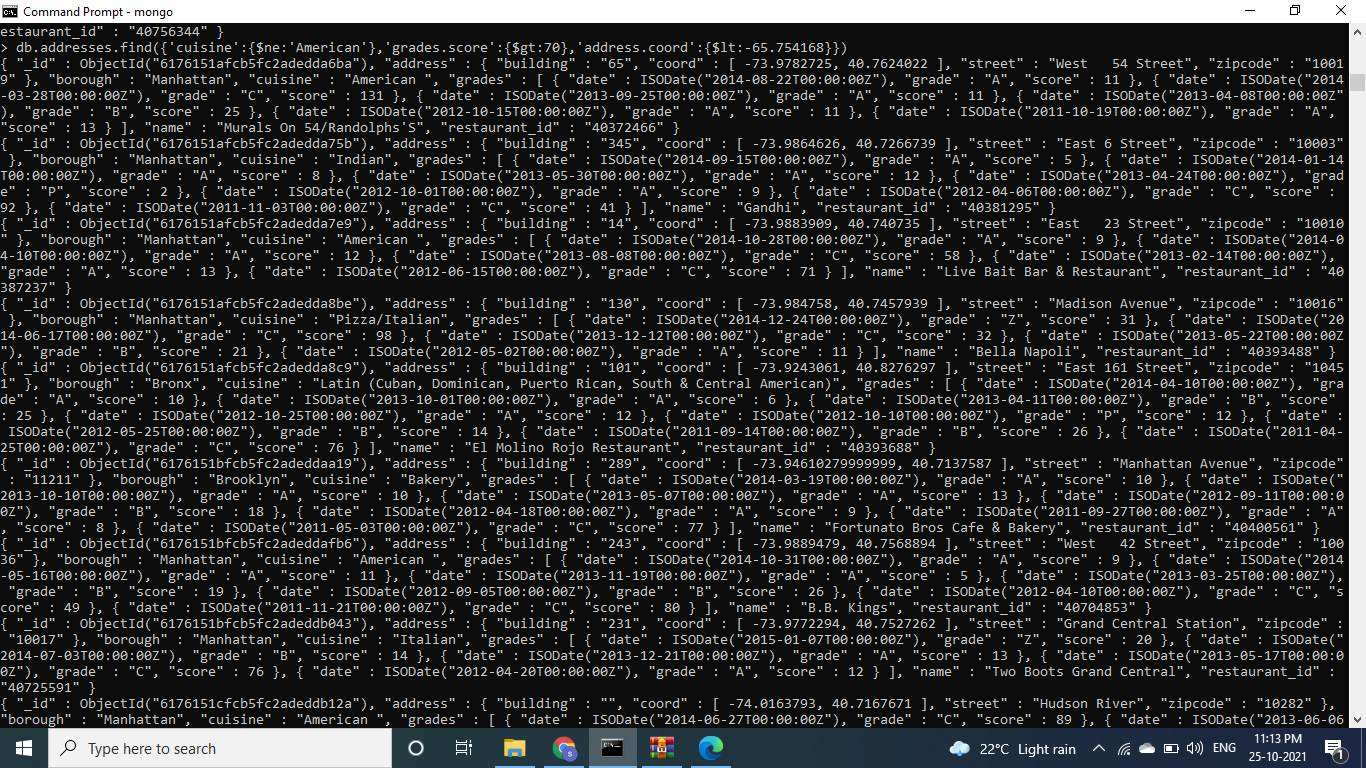 Command Prompt - mongo
estaurant_id" : "40756344" }
> db.addresses.find({'cuisine':{$ne:'American'},'grades.score':{$gt:70},'address.coord':{$lt:-65.754168}})
{ "_id" : ObjectId("6176151afcb5fc2adedda6ba"), "address" : { "building" : "65", "coord" : [ -73.9782725, 40.7624022 ], "street" : "West   54 Street", "zipcode" : "1001
9" }, "borough" : "Manhattan", "cuisine" : "American ", "grades" : [ { "date" : ISODate("2014-08-22T00:00:00Z"), "grade" : "A", "score" : 11 }, { "date" : ISODate("2014
-03-28T00:00:00Z"), "grade" : "C", "score" : 131 }, { "date" : ISODate("2013-09-25T00:00:00Z"), "grade" : "A", "score" : 11 }, { "date" : ISODate("2013-04-08T00:00:00Z"
), "grade" : "B", "score" : 25 }, { "date" : ISODate("2012-10-15T00:00:00Z"), "grade" : "A", "score" : 11 }, { "date" : ISODate("2011-10-19T00:00:00Z"), "grade" : "A",
"score" : 13 } ], "name" : "Murals On 54/Randolphs'S", "restaurant_id" : "40372466" }
{ "_id" : ObjectId("6176151afcb5fc2adedda75b"), "address" : { "building" : "345", "coord" : [ -73.9864626, 40.7266739 ], "street" : "East 6 Street", "zipcode" : "10003"
 }, "borough" : "Manhattan", "cuisine" : "Indian", "grades" : [ { "date" : ISODate("2014-09-15T00:00:00Z"), "grade" : "A", "score" : 5 }, { "date" : ISODate("2014-01-14
T00:00:00Z"), "grade" : "A", "score" : 8 }, { "date" : ISODate("2013-05-30T00:00:00Z"), "grade" : "A", "score" : 12 }, { "date" : ISODate("2013-04-24T00:00:00Z"), "grad
e" : "P", "score" : 2 }, { "date" : ISODate("2012-10-01T00:00:00Z"), "grade" : "A", "score" : 9 }, { "date" : ISODate("2012-04-06T00:00:00Z"), "grade" : "C", "score" :
92 }, { "date" : ISODate("2011-11-03T00:00:00Z"), "grade" : "C", "score" : 41 } ], "name" : "Gandhi", "restaurant_id" : "40381295" }
{ "_id" : ObjectId("6176151afcb5fc2adedda7e9"), "address" : { "building" : "14", "coord" : [ -73.9883909, 40.740735 ], "street" : "East   23 Street", "zipcode" : "10010
" }, "borough" : "Manhattan", "cuisine" : "American ", "grades" : [ { "date" : ISODate("2014-10-28T00:00:00Z"), "grade" : "A", "score" : 9 }, { "date" : ISODate("2014-0
4-10T00:00:00Z"), "grade" : "A", "score" : 12 }, { "date" : ISODate("2013-08-08T00:00:00Z"), "grade" : "C", "score" : 58 }, { "date" : ISODate("2013-02-14T00:00:00Z"),
"grade" : "A", "score" : 13 }, { "date" : ISODate("2012-06-15T00:00:00Z"), "grade" : "C", "score" : 71 } ], "name" : "Live Bait Bar & Restaurant", "restaurant_id" : "40
387237" }
{ "_id" : ObjectId("6176151afcb5fc2adedda8be"), "address" : { "building" : "130", "coord" : [ -73.984758, 40.7457939 ], "street" : "Madison Avenue", "zipcode" : "10016"
 }, "borough" : "Manhattan", "cuisine" : "Pizza/Italian", "grades" : [ { "date" : ISODate("2014-12-24T00:00:00Z"), "grade" : "Z", "score" : 31 }, { "date" : ISODate("20
14-06-17T00:00:00Z"), "grade" : "C", "score" : 98 }, { "date" : ISODate("2013-12-12T00:00:00Z"), "grade" : "C", "score" : 32 }, { "date" : ISODate("2013-05-22T00:00:00Z
"), "grade" : "B", "score" : 21 }, { "date" : ISODate("2012-05-02T00:00:00Z"), "grade" : "A", "score" : 11 } ], "name" : "Bella Napoli", "restaurant_id" : "40393488" }
{ "_id" : ObjectId("6176151afcb5fc2adedda8c9"), "address" : { "building" : "101", "coord" : [ -73.9243061, 40.8276297 ], "street" : "East 161 Street", "zipcode" : "1045
1" }, "borough" : "Bronx", "cuisine" : "Latin (Cuban, Dominican, Puerto Rican, South & Central American)", "grades" : [ { "date" : ISODate("2014-04-10T00:00:00Z"), "gra
de" : "A", "score" : 10 }, { "date" : ISODate("2013-10-01T00:00:00Z"), "grade" : "A", "score" : 6 }, { "date" : ISODate("2013-04-11T00:00:00Z"), "grade" : "B", "score"
: 25 }, { "date" : ISODate("2012-10-25T00:00:00Z"), "grade" : "A", "score" : 12 }, { "date" : ISODate("2012-10-10T00:00:00Z"), "grade" : "P", "score" : 12 }, { "date" :
 ISODate("2012-05-25T00:00:00Z"), "grade" : "B", "score" : 14 }, { "date" : ISODate("2011-09-14T00:00:00Z"), "grade" : "B", "score" : 26 }, { "date" : ISODate("2011-04-
25T00:00:00Z"), "grade" : "C", "score" : 76 } ], "name" : "El Molino Rojo Restaurant", "restaurant_id" : "40393688" }
{ "_id" : ObjectId("6176151bfcb5fc2adeddaa19"), "address" : { "building" : "289", "coord" : [ -73.94610279999999, 40.7137587 ], "street" : "Manhattan Avenue", "zipcode"
 : "11211" }, "borough" : "Brooklyn", "cuisine" : "Bakery", "grades" : [ { "date" : ISODate("2014-03-19T00:00:00Z"), "grade" : "A", "score" : 10 }, { "date" : ISODate("
2013-10-10T00:00:00Z"), "grade" : "A", "score" : 10 }, { "date" : ISODate("2013-05-07T00:00:00Z"), "grade" : "A", "score" : 13 }, { "date" : ISODate("2012-09-11T00:00:0
0Z"), "grade" : "B", "score" : 18 }, { "date" : ISODate("2012-04-18T00:00:00Z"), "grade" : "A", "score" : 9 }, { "date" : ISODate("2011-09-27T00:00:00Z"), "grade" : "A"
, "score" : 8 }, { "date" : ISODate("2011-05-03T00:00:00Z"), "grade" : "C", "score" : 77 } ], "name" : "Fortunato Bros Cafe & Bakery", "restaurant_id" : "40400561" }
{ "_id" : ObjectId("6176151bfcb5fc2adeddafb6"), "address" : { "building" : "243", "coord" : [ -73.9889479, 40.7568894 ], "street" : "West   42 Street", "zipcode" : "100
36" }, "borough" : "Manhattan", "cuisine" : "American ", "grades" : [ { "date" : ISODate("2014-10-31T00:00:00Z"), "grade" : "A", "score" : 9 }, { "date" : ISODate("2014
-05-16T00:00:00Z"), "grade" : "A", "score" : 11 }, { "date" : ISODate("2013-11-19T00:00:00Z"), "grade" : "A", "score" : 5 }, { "date" : ISODate("2013-03-25T00:00:00Z"),
 "grade" : "B", "score" : 19 }, { "date" : ISODate("2012-09-05T00:00:00Z"), "grade" : "B", "score" : 26 }, { "date" : ISODate("2012-04-10T00:00:00Z"), "grade" : "C", "s
core" : 49 }, { "date" : ISODate("2011-11-21T00:00:00Z"), "grade" : "C", "score" : 80 } ], "name" : "B.B. Kings", "restaurant_id" : "40704853" }
{ "_id" : ObjectId("6176151bfcb5fc2adeddb043"), "address" : { "building" : "231", "coord" : [ -73.9772294, 40.7527262 ], "street" : "Grand Central Station", "zipcode" :
 "10017" }, "borough" : "Manhattan", "cuisine" : "Italian", "grades" : [ { "date" : ISODate("2015-01-07T00:00:00Z"), "grade" : "Z", "score" : 20 }, { "date" : ISODate("
2014-07-03T00:00:00Z"), "grade" : "B", "score" : 14 }, { "date" : ISODate("2013-12-21T00:00:00Z"), "grade" : "A", "score" : 13 }, { "date" : ISODate("2013-05-17T00:00:0
0Z"), "grade" : "C", "score" : 76 }, { "date" : ISODate("2012-04-20T00:00:00Z"), "grade" : "A", "score" : 12 } ], "name" : "Two Boots Grand Central", "restaurant_id" :
"40725591" }
{ "_id" : ObjectId("6176151cfcb5fc2adeddb12a"), "address" : { "building" : "", "coord" : [ -74.0163793, 40.7167671 ], "street" : "Hudson River", "zipcode" : "10282" },
"borough" : "Manhattan", "cuisine" : "American ", "grades" : [ { "date" : ISODate("2014-06-27T00:00:00Z"), "grade" : "C", "score" : 89 }, { "date" : ISODate("2013-06-06
Type here to search
22°C Light rain
ENG
11:13 PM
25-10-2021
1